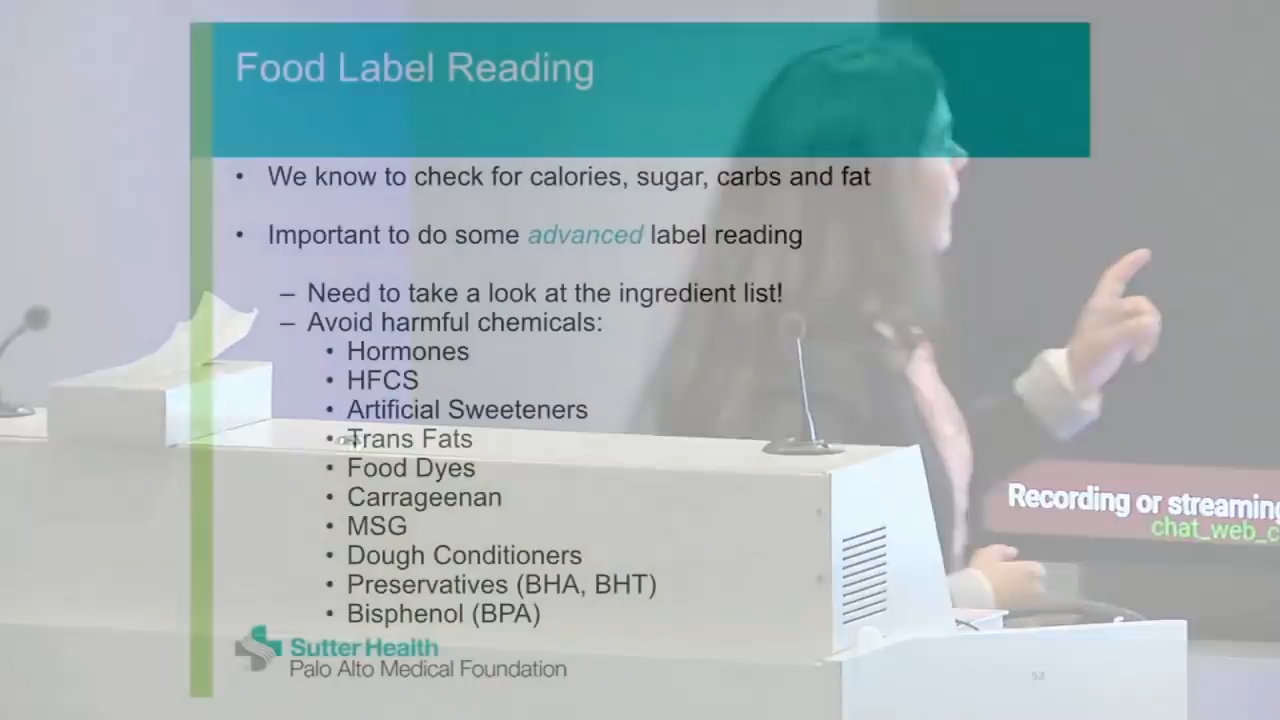 Food Label Reading
• We know to check for calories, sugar, carbs and fat
• Important to do some advanced label reading
– Need to take a look at the ingredient list!
– Avoid harmful chemicals:
• Hormones
• HFCS
• Artificial Sweeteners
• Trans Fats
• Food Dyes
• Carrageenan
• MSG
• Dough Conditioners
• Preservatives (BHA, BHT)
• Bisphenol (BPA)
Sutter Health
Palo Alto Medical Foundation
53
Recording or streaming
chat_web_c